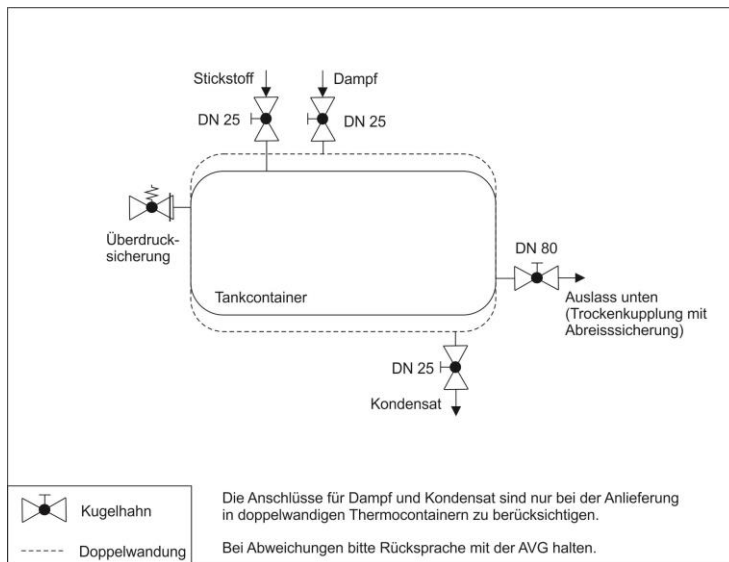 Stickstoff
Dampf
DN 25
DN 25
Überdruck-
sicherung
DN 80
Tankcontainer
Auslass unten
(Trockenkupplung mit
Abreisssicherung)
DN 25
Kondensat
Kugelhahn
Doppelwandung
Die Anschlüsse für Dampf und Kondensat sind nur bei der Anlieferung
in doppelwandigen Thermocontainern zu berücksichtigen.
Bei Abweichungen bitte Rücksprache mit der AVG halten.